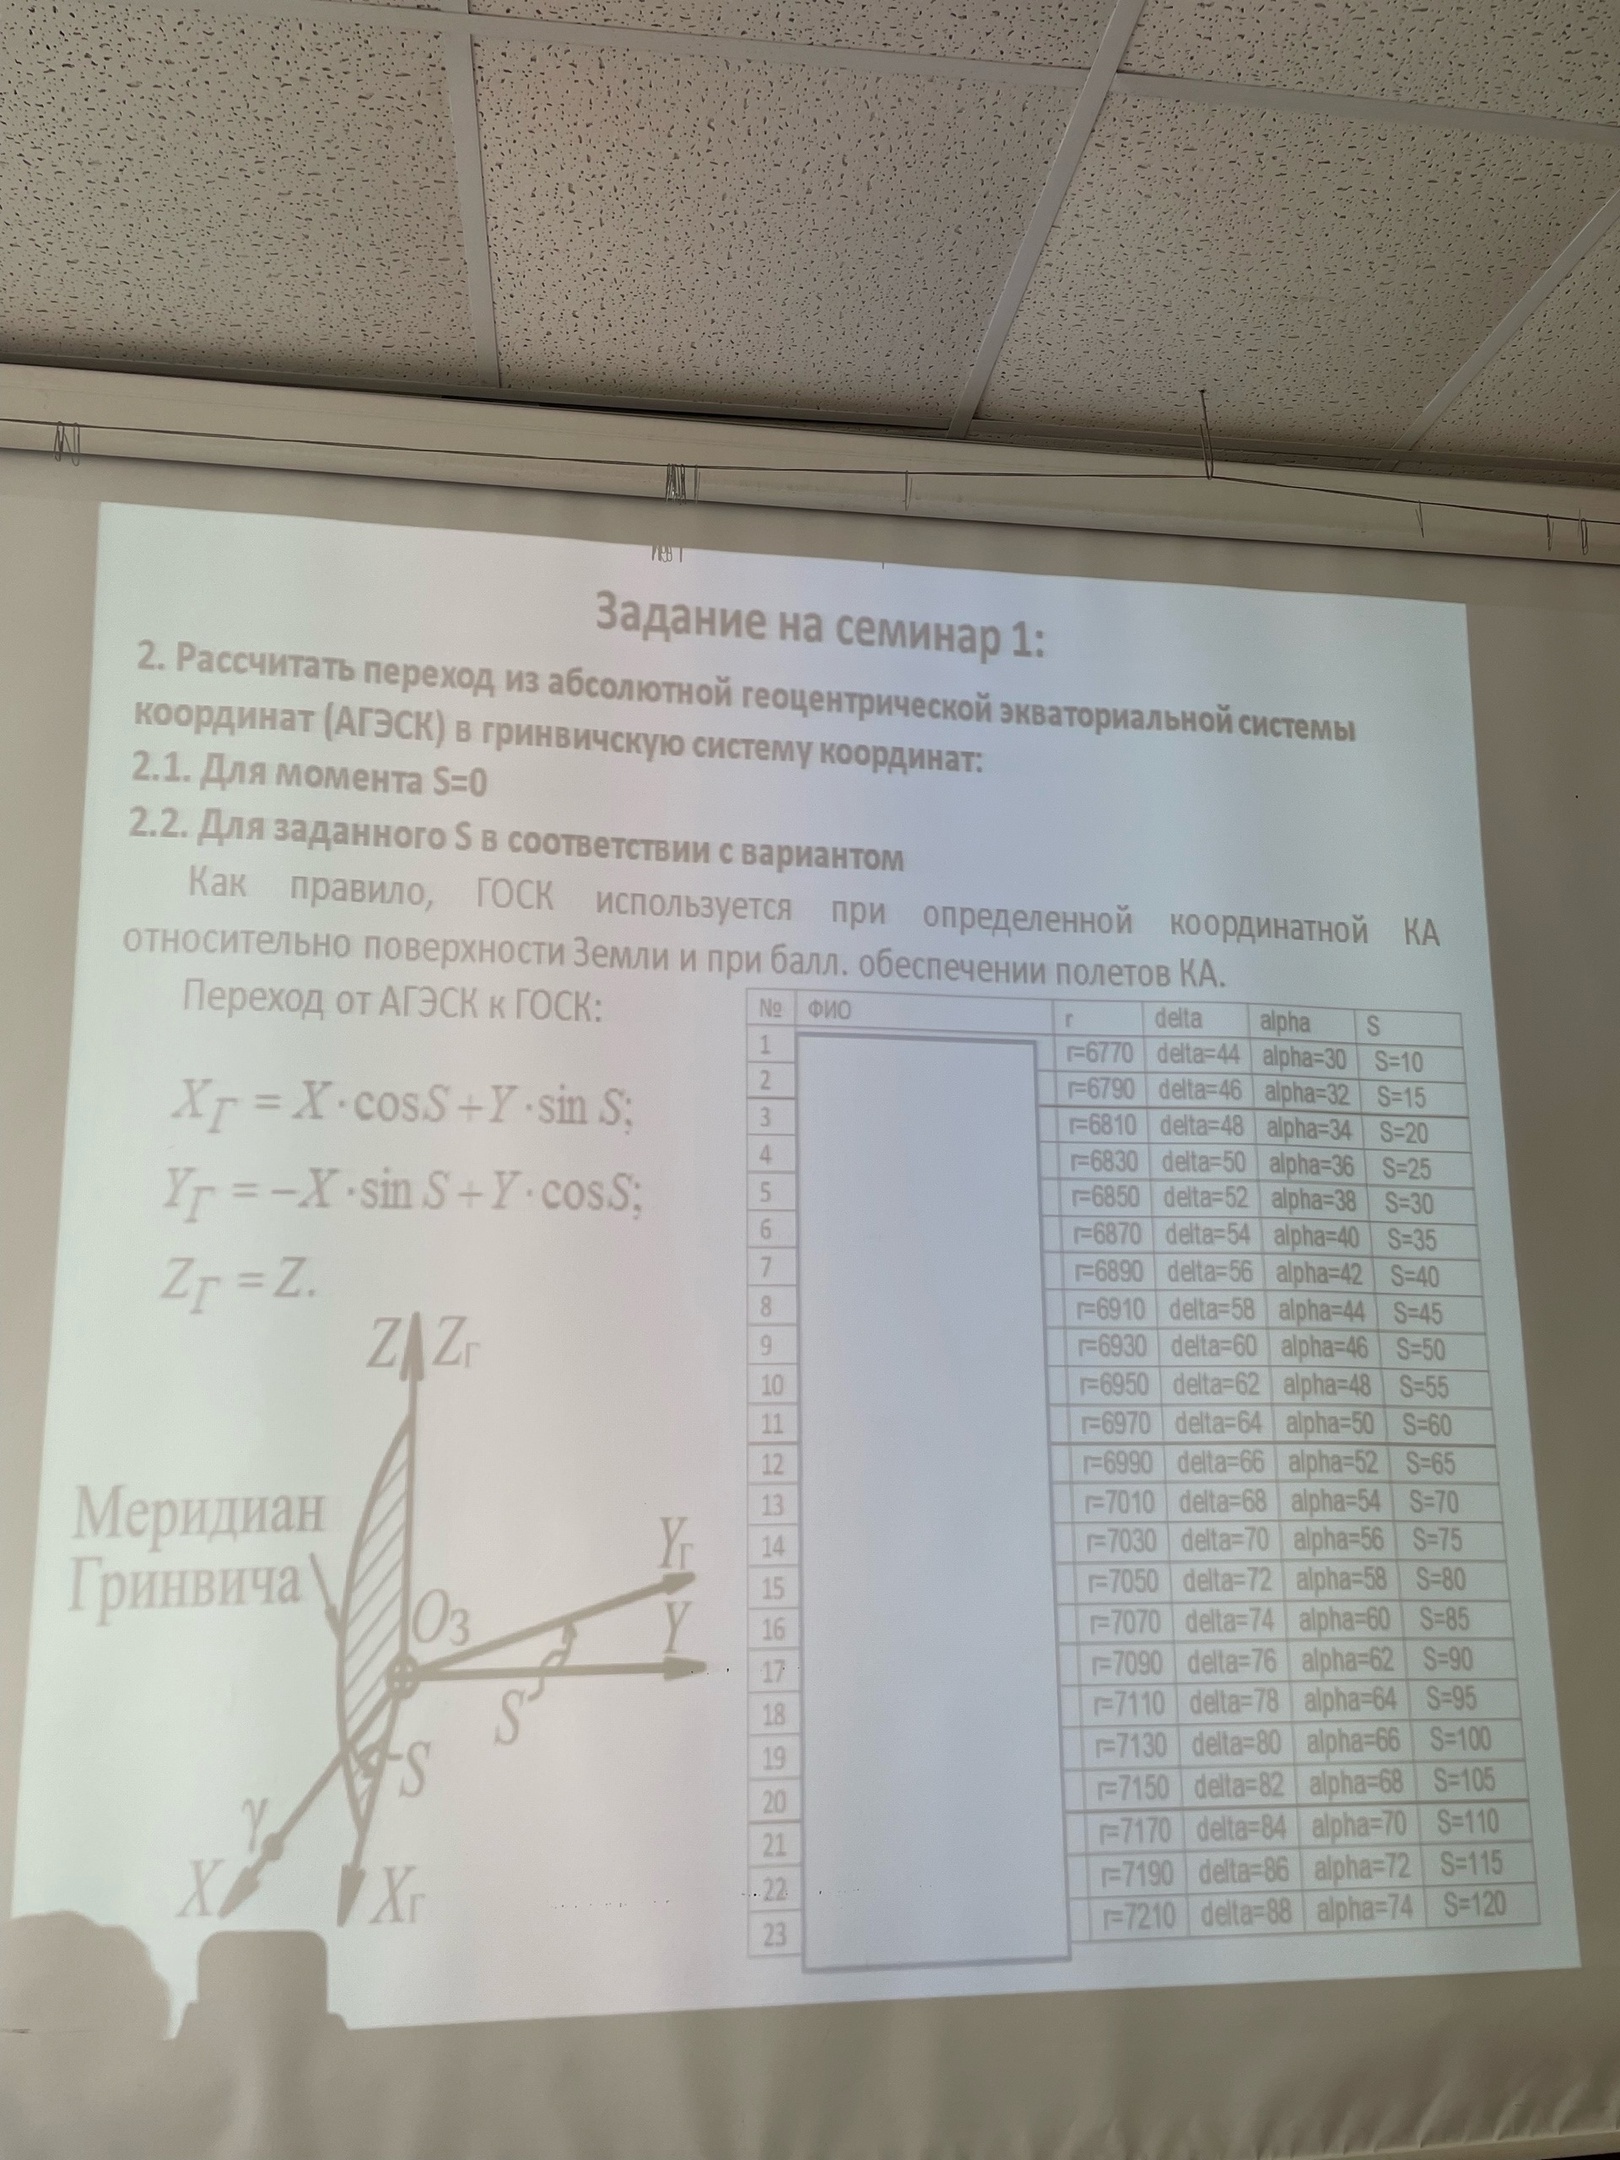 Задание на семинар 1:
2. Рассчитать переход из абсолютной геоцентрической экваториальной системы
координат (АГЭСК) в гринвичскую систему координат:
2.1. Для момента S=0
2.2. Для заданного S в соответствии с вариантом
Как правило, ГОСК используется при определенной координатной КА
относительно поверхности Земли и при балл. обеспечении полетов КА.
Переход от АГЭСК к ГОСК:
X_Г = X·cosS+Y·sin S;
Y_Г = −X·sin S+Y·cosS;
Z_Г = Z.
Z Zг
Меридиан
Гринвича
Yг
Y
O₃
S
S
γ
X
Xг
№ ФИО r delta alpha S
1 r=6770 delta=44 alpha=30 S=10
2 r=6790 delta=46 alpha=32 S=15
3 r=6810 delta=48 alpha=34 S=20
4 r=6830 delta=50 alpha=36 S=25
5 r=6850 delta=52 alpha=38 S=30
6 r=6870 delta=54 alpha=40 S=35
7 r=6890 delta=56 alpha=42 S=40
8 r=6910 delta=58 alpha=44 S=45
9 r=6930 delta=60 alpha=46 S=50
10 r=6950 delta=62 alpha=48 S=55
11 r=6970 delta=64 alpha=50 S=60
12 r=6990 delta=66 alpha=52 S=65
13 r=7010 delta=68 alpha=54 S=70
14 r=7030 delta=70 alpha=56 S=75
15 r=7050 delta=72 alpha=58 S=80
16 r=7070 delta=74 alpha=60 S=85
17 r=7090 delta=76 alpha=62 S=90
18 r=7110 delta=78 alpha=64 S=95
19 r=7130 delta=80 alpha=66 S=100
20 r=7150 delta=82 alpha=68 S=105
21 r=7170 delta=84 alpha=70 S=110
22 r=7190 delta=86 alpha=72 S=115
23 r=7210 delta=88 alpha=74 S=120